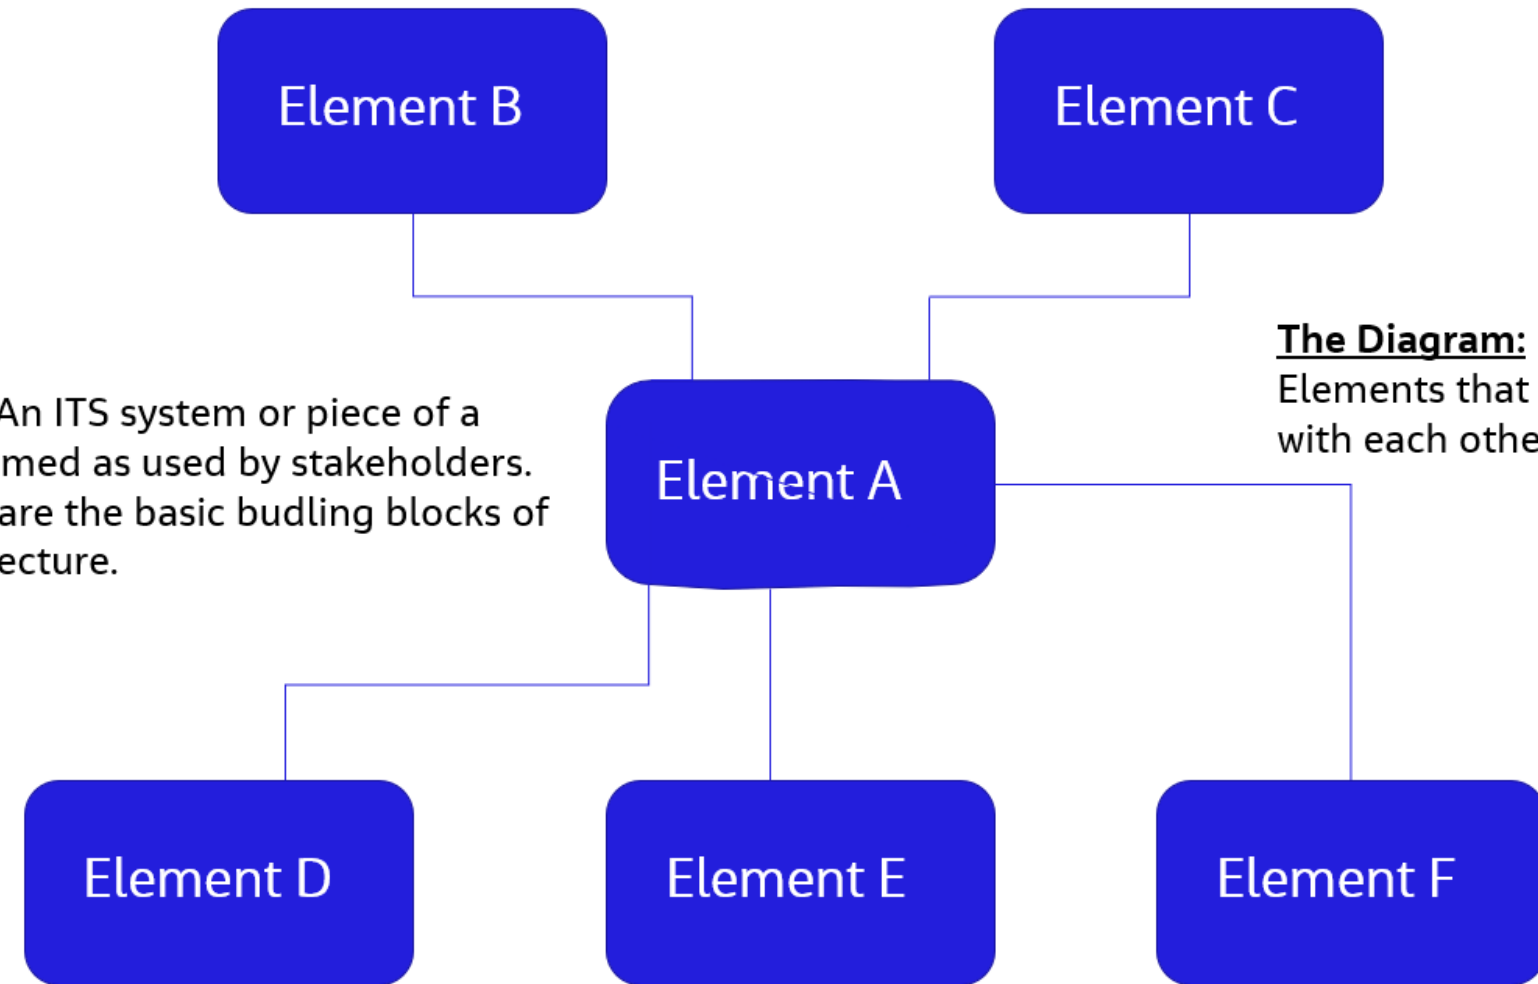 Element B
Element C
The Diagram:
Elements that
with each othe
An ITS system or piece of a
med as used by stakeholders.
are the basic budling blocks of
ecture.
Element A
Element D
Element E
Element F